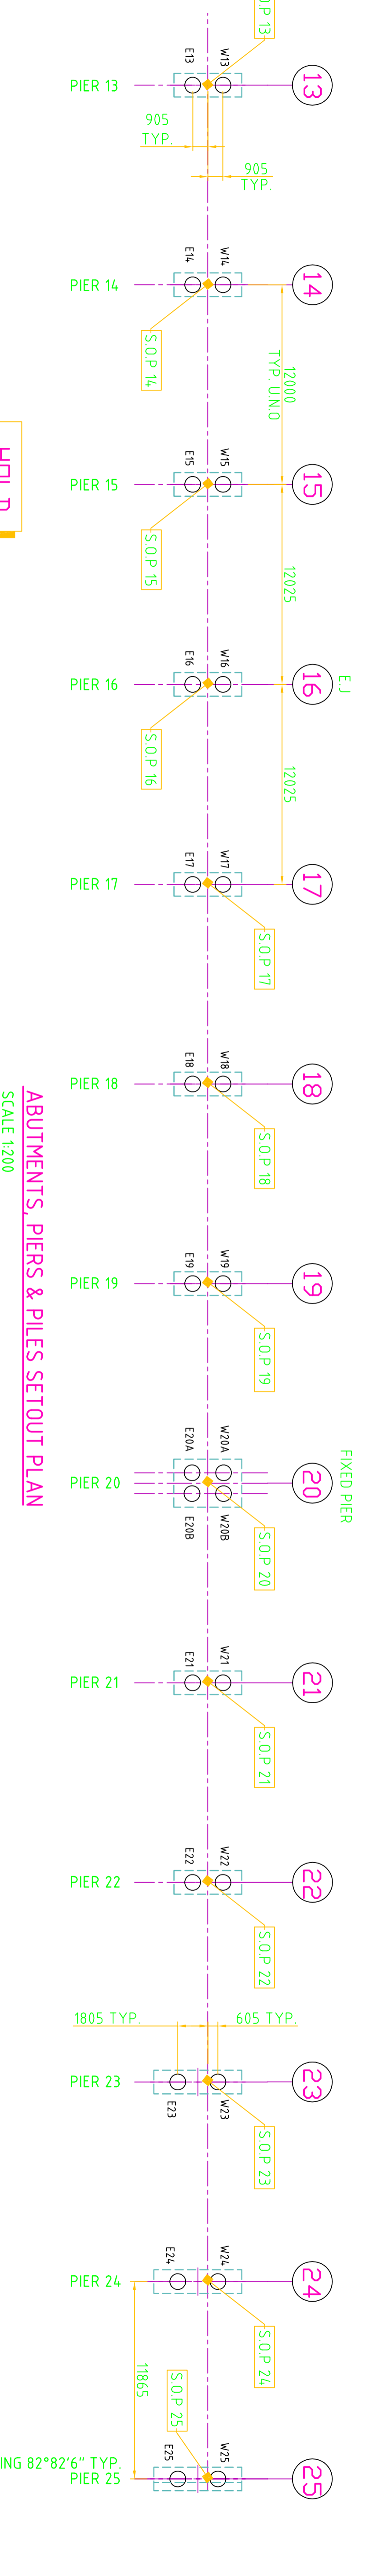 O.P 13
E13
W13
13
PIER 13
905
TYP.
905
TYP.
E14
W14
14
PIER 14
S.O.P 14
12000
TYP. U.N.O
E15
W15
15
PIER 15
S.O.P 15
12025
E.J
E16
W16
16
PIER 16
S.O.P 16
12025
E17
W17
17
PIER 17
S.O.P 17
E18
W18
18
PIER 18
S.O.P 18
ABUTMENTS, PIERS & PILES SETOUT PLAN
SCALE 1:200
E19
W19
19
PIER 19
S.O.P 19
FIXED PIER
E20A
W20A
20
PIER 20
E20B
W20B
S.O.P 20
E21
W21
21
PIER 21
S.O.P 21
E22
W22
22
PIER 22
S.O.P 22
1805 TYP.
605 TYP.
23
PIER 23
E23
W23
S.O.P 23
E24
W24
24
PIER 24
S.O.P 24
11865
S.O.P 25
E25
W25
25
ING 82°82'6" TYP.
PIER 25